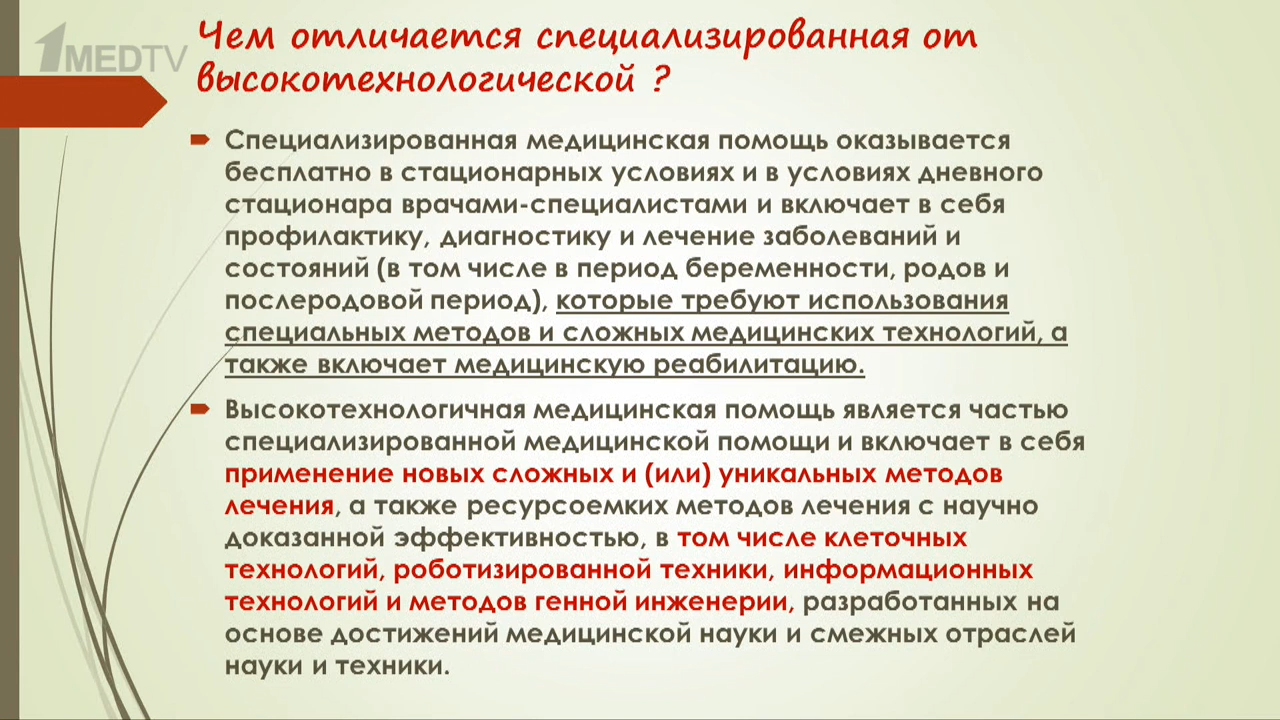 1MEDTV
Чем отличается специализированная от
высокотехнологической ?
Специализированная медицинская помощь оказывается
бесплатно в стационарных условиях и в условиях дневного
стационара врачами-специалистами и включает в себя
профилактику, диагностику и лечение заболеваний и
состояний (в том числе в период беременности, родов и
послеродовой период), которые требуют использования
специальных методов и сложных медицинских технологий, а
также включает медицинскую реабилитацию.
Высокотехнологичная медицинская помощь является частью
специализированной медицинской помощи и включает в себя
применение новых сложных и (или) уникальных методов
лечения, а также ресурсоемких методов лечения с научно
доказанной эффективностью, в том числе клеточных
технологий, роботизированной техники, информационных
технологий и методов генной инженерии, разработанных на
основе достижений медицинской науки и смежных отраслей
науки и техники.